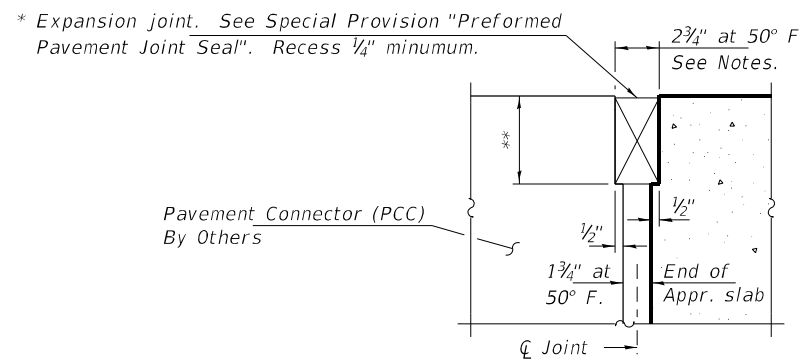 * Expansion joint. See Special Provision "Preformed
Pavement Joint Seal". Recess ¼" minumum.
2¾" at 50° F
See Notes.
**
Pavement Connector (PCC)
By Others
½"
½"
1¾" at
50° F.
End of
Appr. slab
℄ Joint